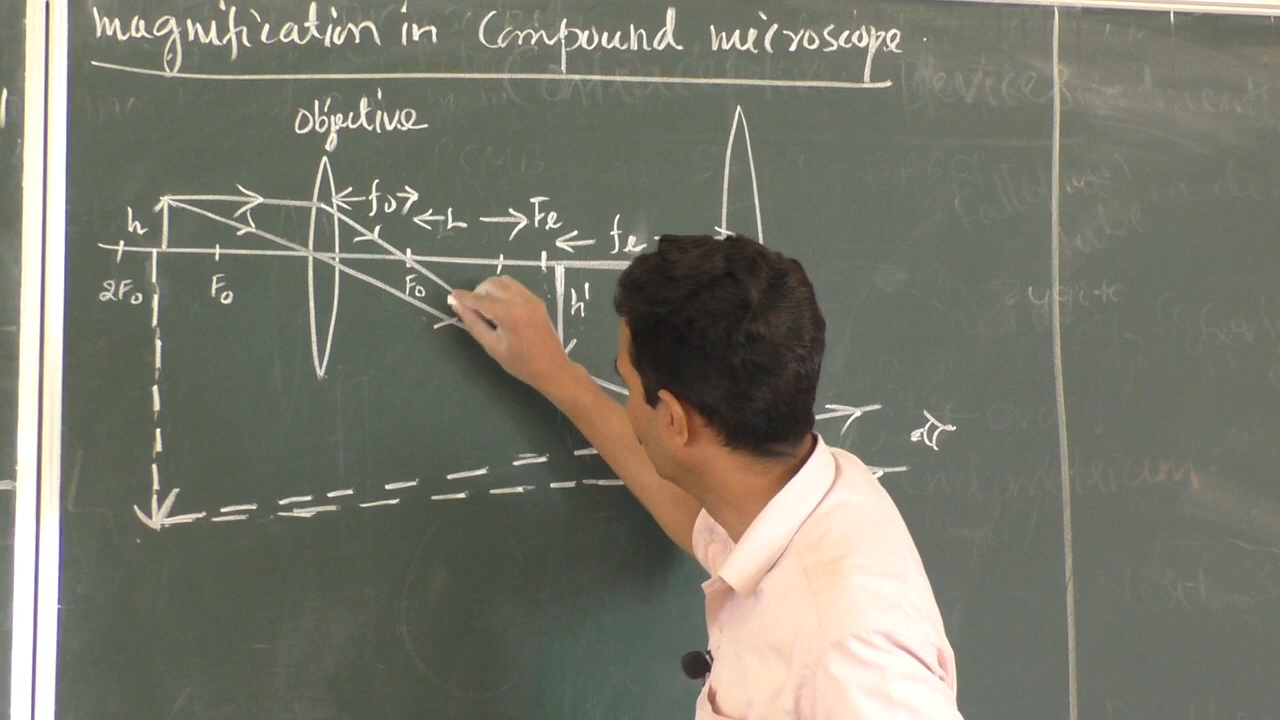 magnification in Compound microscope.
Objective
h
fo
L
Fe
fe
2Fo
Fo
Fo
h'